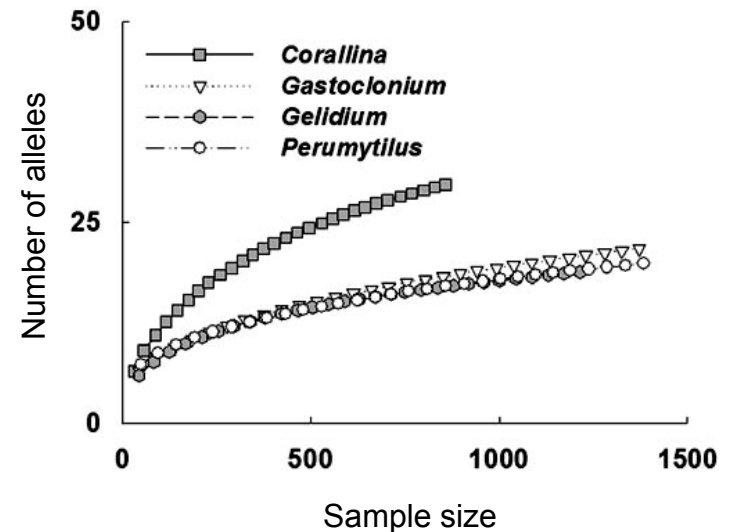 50
Corallina
Gastoclonium
Gelidium
Perumytilus
Number of alleles
25
0
0 500 1000 1500
Sample size